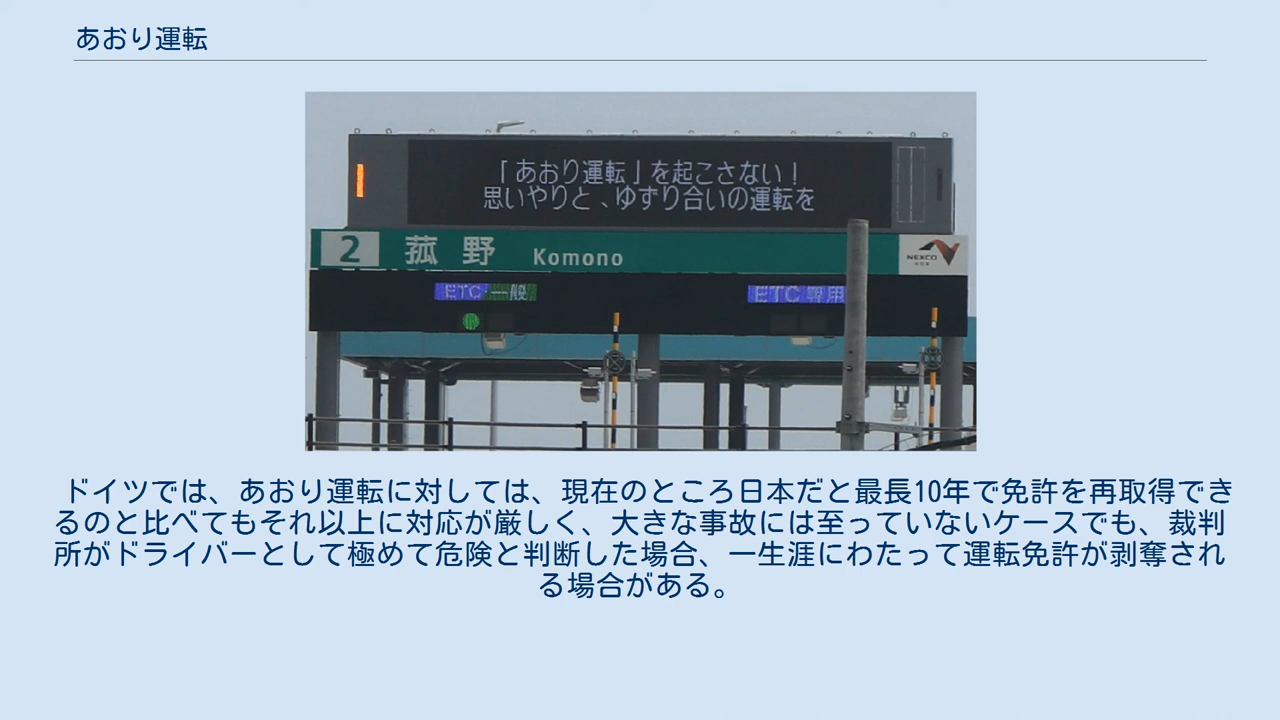 あおり運転
「あおり運転」を起こさない!
思いやりと、ゆずり合いの運転を
2 菰野 Komono
NEXCO
ETC 一般
ETC 専用
ドイツでは、あおり運転に対しては、現在のところ日本だと最長10年で免許を再取得でき
るのと比べてもそれ以上に対応が厳しく、大きな事故には至っていないケースでも、裁判
所がドライバーとして極めて危険と判断した場合、一生涯にわたって運転免許が剥奪され
る場合がある。